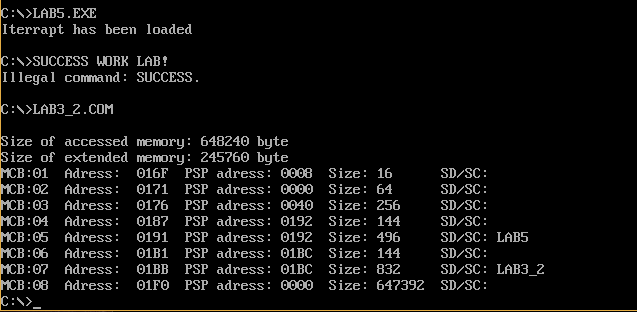 C:\>LAB5.EXE
Iterrapt has been loaded
C:\>SUCCESS WORK LAB!
Illegal command: SUCCESS.
C:\>LAB3_2.COM
Size of accessed memory: 648240 byte
Size of extended memory: 245760 byte
MCB:01 Adress: 016F PSP adress: 0008 Size: 16 SD/SC:
MCB:02 Adress: 0171 PSP adress: 0000 Size: 64 SD/SC:
MCB:03 Adress: 0176 PSP adress: 0040 Size: 256 SD/SC:
MCB:04 Adress: 0187 PSP adress: 0192 Size: 144 SD/SC:
MCB:05 Adress: 0191 PSP adress: 0192 Size: 496 SD/SC: LAB5
MCB:06 Adress: 01B1 PSP adress: 01BC Size: 144 SD/SC:
MCB:07 Adress: 01BB PSP adress: 01BC Size: 832 SD/SC: LAB3_2
MCB:08 Adress: 01F0 PSP adress: 0000 Size: 647392 SD/SC:
C:\>_